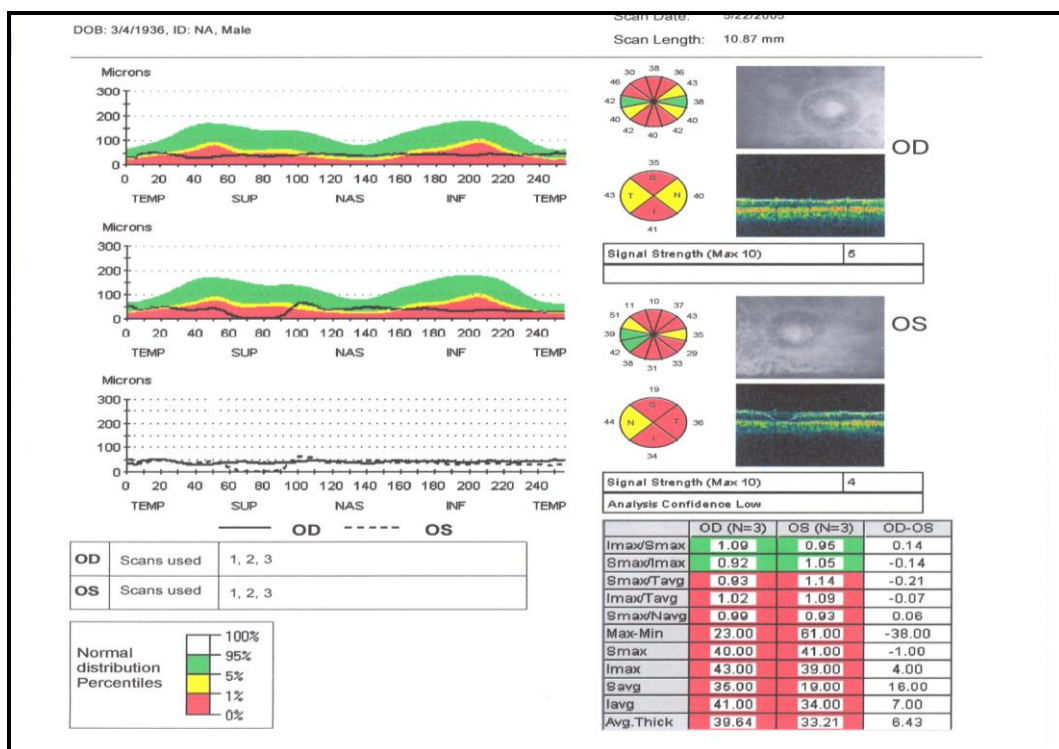 DOB: 3/4/1936, ID: NA, Male
Scan Date:
Scan Length: 10.87 mm
Microns
300
200
100
0
0 20 40 60 80 100 120 140 160 180 200 220 240
TEMP SUP NAS INF TEMP
30 38 36
46 43
42 38
40 40
42 40 42
35
S
43 T N 40
I
41
OD
Signal Strength (Max 10) 5
Microns
300
200
100
0
0 20 40 60 80 100 120 140 160 180 200 220 240
TEMP SUP NAS INF TEMP
11 10 37
51 43
39 35
42 29
38 31 33
19
S
44 N T 36
I
34
OS
Signal Strength (Max 10) 4
Analysis Confidence Low
Microns
300
200
100
0
0 20 40 60 80 100 120 140 160 180 200 220 240
TEMP SUP NAS INF TEMP
OD OS
OD Scans used 1, 2, 3
OS Scans used 1, 2, 3
Normal
distribution
Percentiles
100%
95%
5%
1%
0%
OD (N=3) OS (N=3) OD-OS
Imax/Smax 1.09 0.95 0.14
Smax/Imax 0.92 1.05 -0.14
Smax/Tavg 0.93 1.14 -0.21
Imax/Tavg 1.02 1.09 -0.07
Smax/Navg 0.99 0.93 0.06
Max-Min 23.00 61.00 -38.00
Smax 40.00 41.00 -1.00
Imax 43.00 39.00 4.00
Savg 35.00 19.00 16.00
Iavg 41.00 34.00 7.00
Avg.Thick 39.64 33.21 6.43